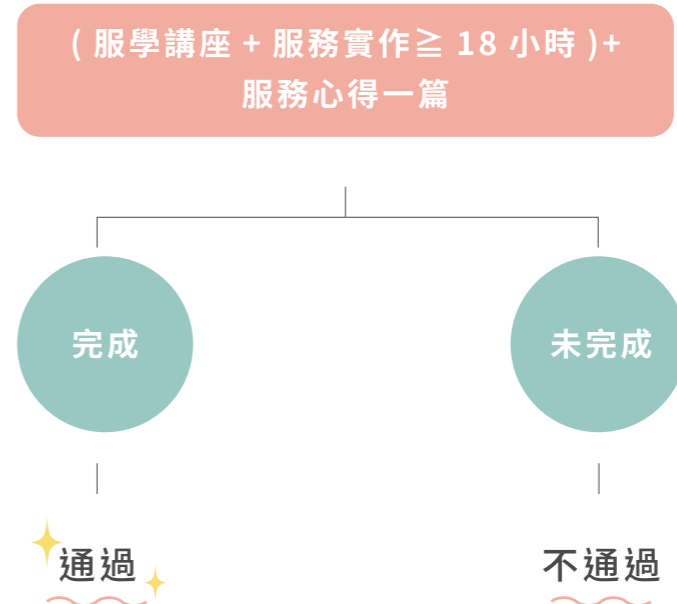 ( 服學講座 + 服務實作≧ 18 小時 )+
服務心得一篇
完成
未完成
通過
不通過